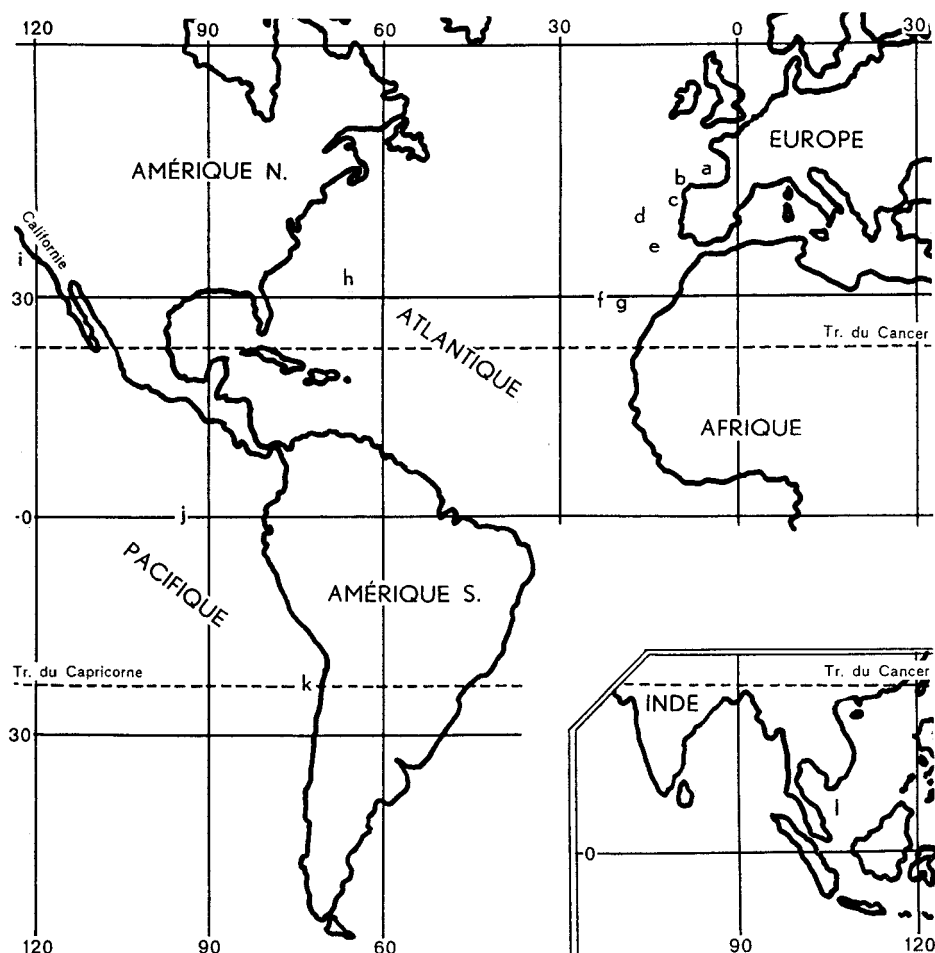 120 90 60 30 0 30
AMÉRIQUE N.
EUROPE
a
b
c
d
e
Californie
i
h
30
f g
ATLANTIQUE
Tr. du Cancer
AFRIQUE
0
j
PACIFIQUE
AMÉRIQUE S.
Tr. du Capricorne
k
30
Tr. du Cancer
INDE
l
0
120 90 60
90 120